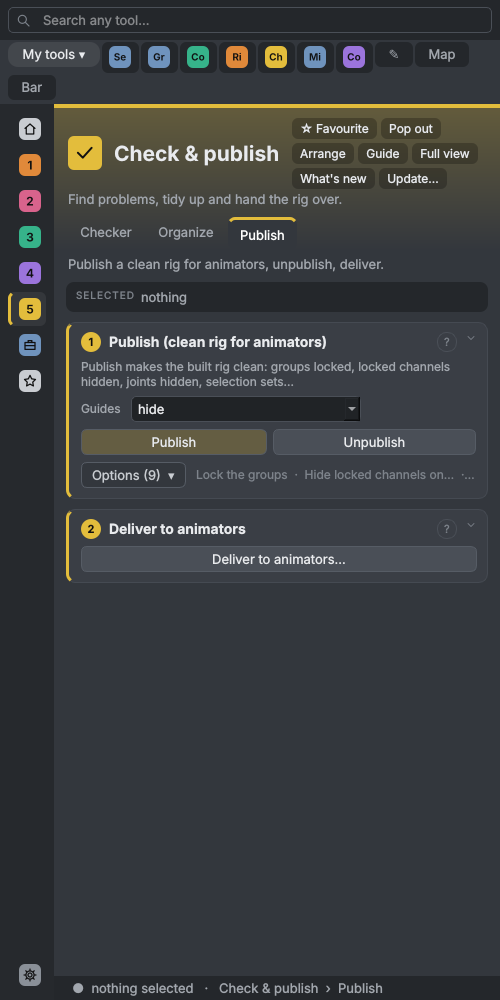 Search any tool...
My tools ▾ Se Gr Co Ri Ch Mi Co ✎ Map
Bar
☆ Favourite Pop out
Check & publish
Arrange Guide Full view
What's new Update...
Find problems, tidy up and hand the rig over.
Checker Organize Publish
Publish a clean rig for animators, unpublish, deliver.
SELECTED nothing
1 Publish (clean rig for animators) ?
Publish makes the built rig clean: groups locked, locked channels
hidden, joints hidden, selection sets...
Guides hide
Publish Unpublish
Options (9) ▾ Lock the groups · Hide locked channels on... ·...
2 Deliver to animators ?
Deliver to animators...
1
2
3
4
5
nothing selected · Check & publish › Publish